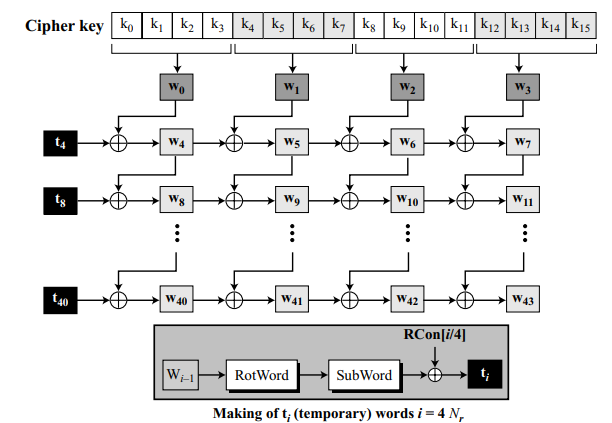 Cipher key k₀ k₁ k₂ k₃ k₄ k₅ k₆ k₇ k₈ k₉ k₁₀ k₁₁ k₁₂ k₁₃ k₁₄ k₁₅
w₀ w₁ w₂ w₃
t₄ w₄ w₅ w₆ w₇
t₈ w₈ w₉ w₁₀ w₁₁
t₄₀ w₄₀ w₄₁ w₄₂ w₄₃
RCon[i/4]
Wᵢ₋₁ RotWord SubWord tᵢ
Making of tᵢ (temporary) words i = 4 Nᵣ